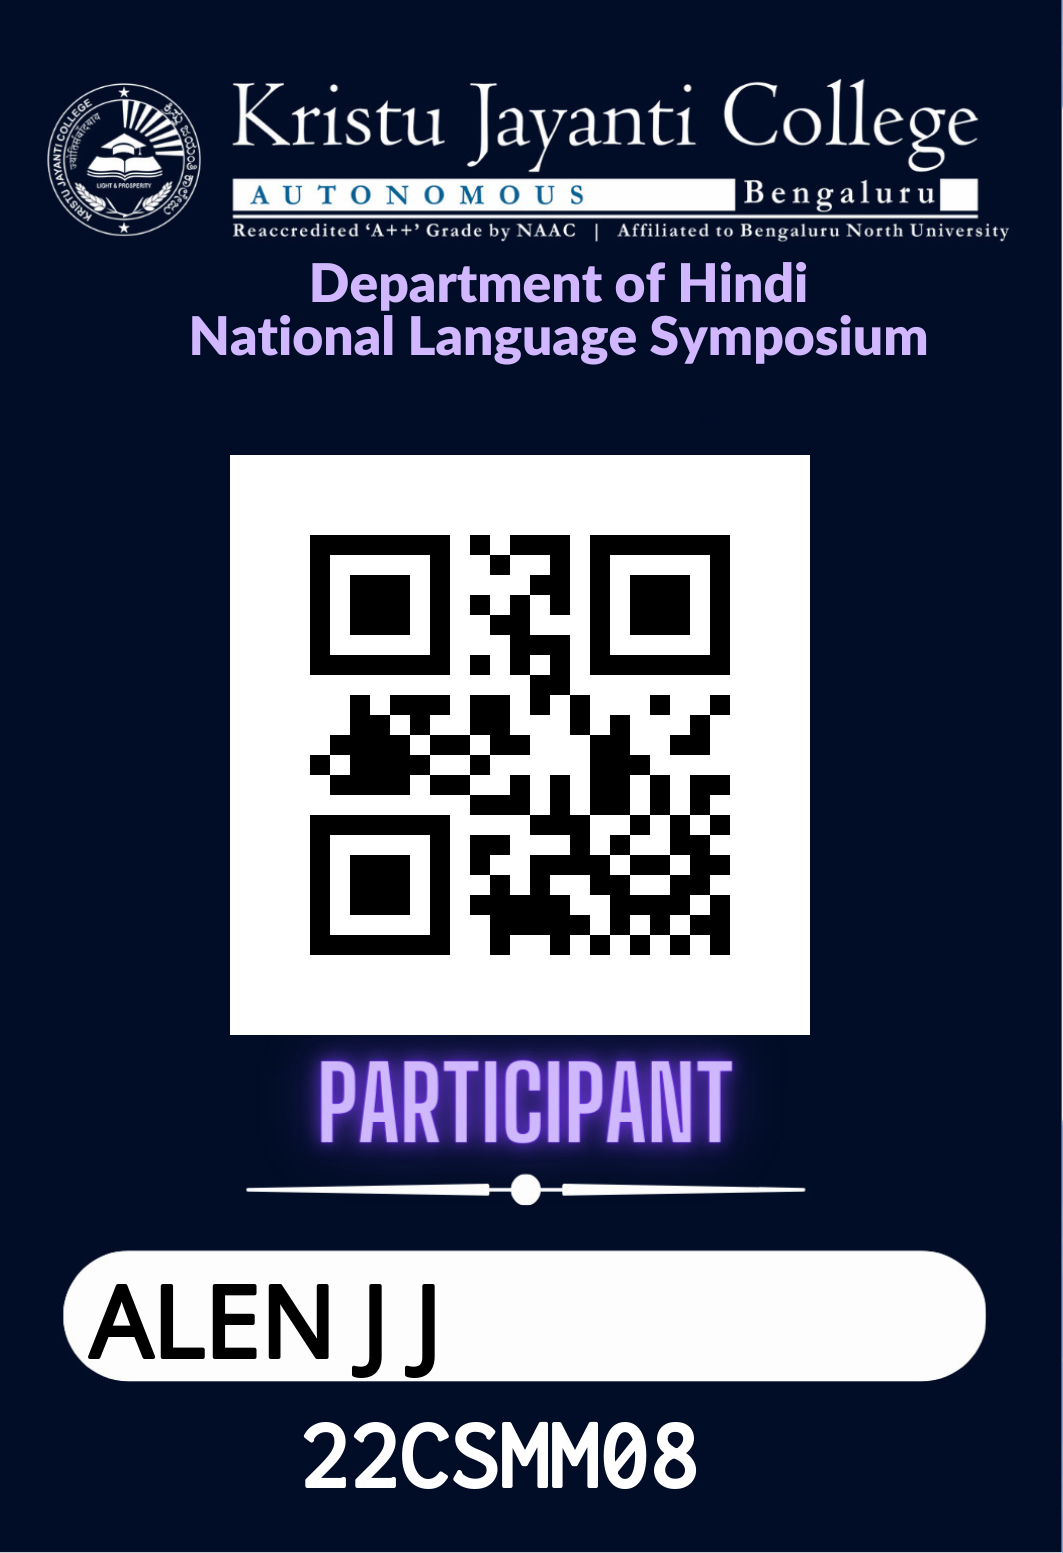 Kristu Jayanti College
AUTONOMOUS Bengaluru
Reaccredited ‘A++’ Grade by NAAC | Affiliated to Bengaluru North University
KRISTU JAYANTI COLLEGE
LIGHT & PROSPERITY
Department of Hindi
National Language Symposium
PARTICIPANT
ALEN J J
22CSMM08